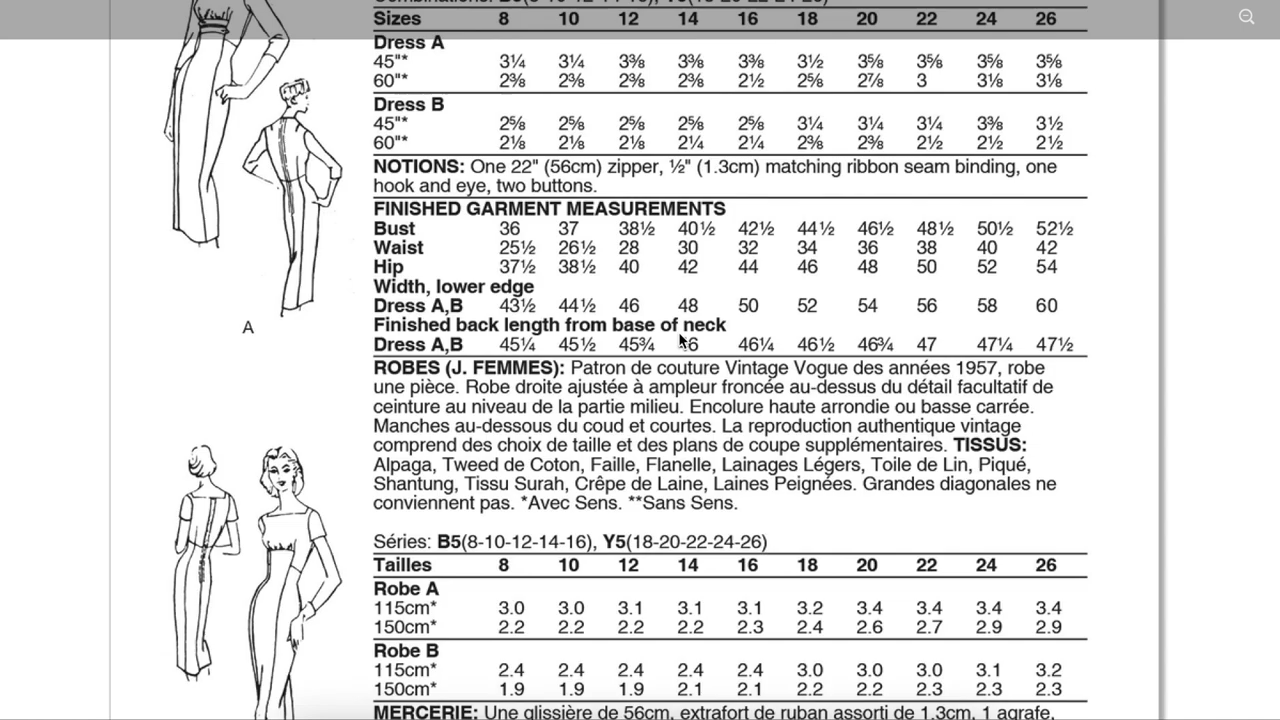 Combinations: B5(8-10-12-14-16), Y5(18-20-22-24-26)
Sizes 8 10 12 14 16 18 20 22 24 26
Dress A
45"* 3¼ 3¼ 3⅜ 3⅜ 3⅜ 3½ 3⅝ 3⅝ 3⅝ 3⅝
60"* 2⅜ 2⅜ 2⅜ 2⅜ 2½ 2⅝ 2⅞ 3 3⅛ 3⅛
Dress B
45"* 2⅝ 2⅝ 2⅝ 2⅝ 2⅝ 3¼ 3¼ 3¼ 3⅜ 3½
60"* 2⅛ 2⅛ 2⅛ 2¼ 2¼ 2⅜ 2⅜ 2½ 2½ 2½
NOTIONS: One 22" (56cm) zipper, ½" (1.3cm) matching ribbon seam binding, one
hook and eye, two buttons.
FINISHED GARMENT MEASUREMENTS
Bust 36 37 38½ 40½ 42½ 44½ 46½ 48½ 50½ 52½
Waist 25½ 26½ 28 30 32 34 36 38 40 42
Hip 37½ 38½ 40 42 44 46 48 50 52 54
Width, lower edge
Dress A,B 43½ 44½ 46 48 50 52 54 56 58 60
Finished back length from base of neck
Dress A,B 45¼ 45½ 45¾ 46 46¼ 46½ 46¾ 47 47¼ 47½
A
ROBES (J. FEMMES): Patron de couture Vintage Vogue des années 1957, robe
une pièce. Robe droite ajustée à ampleur froncée au-dessus du détail facultatif de
ceinture au niveau de la partie milieu. Encolure haute arrondie ou basse carrée.
Manches au-dessous du coud et courtes. La reproduction authentique vintage
comprend des choix de taille et des plans de coupe supplémentaires. TISSUS:
Alpaga, Tweed de Coton, Faille, Flanelle, Lainages Légers, Toile de Lin, Piqué,
Shantung, Tissu Surah, Crêpe de Laine, Laines Peignées. Grandes diagonales ne
conviennent pas. *Avec Sens. **Sans Sens.
Séries: B5(8-10-12-14-16), Y5(18-20-22-24-26)
Tailles 8 10 12 14 16 18 20 22 24 26
Robe A
115cm* 3.0 3.0 3.1 3.1 3.1 3.2 3.4 3.4 3.4 3.4
150cm* 2.2 2.2 2.2 2.2 2.3 2.4 2.6 2.7 2.9 2.9
Robe B
115cm* 2.4 2.4 2.4 2.4 2.4 3.0 3.0 3.0 3.1 3.2
150cm* 1.9 1.9 1.9 2.1 2.1 2.2 2.2 2.3 2.3 2.3
MERCERIE: Une glissière de 56cm, extrafort de ruban assorti de 1.3cm, 1 agrafe,